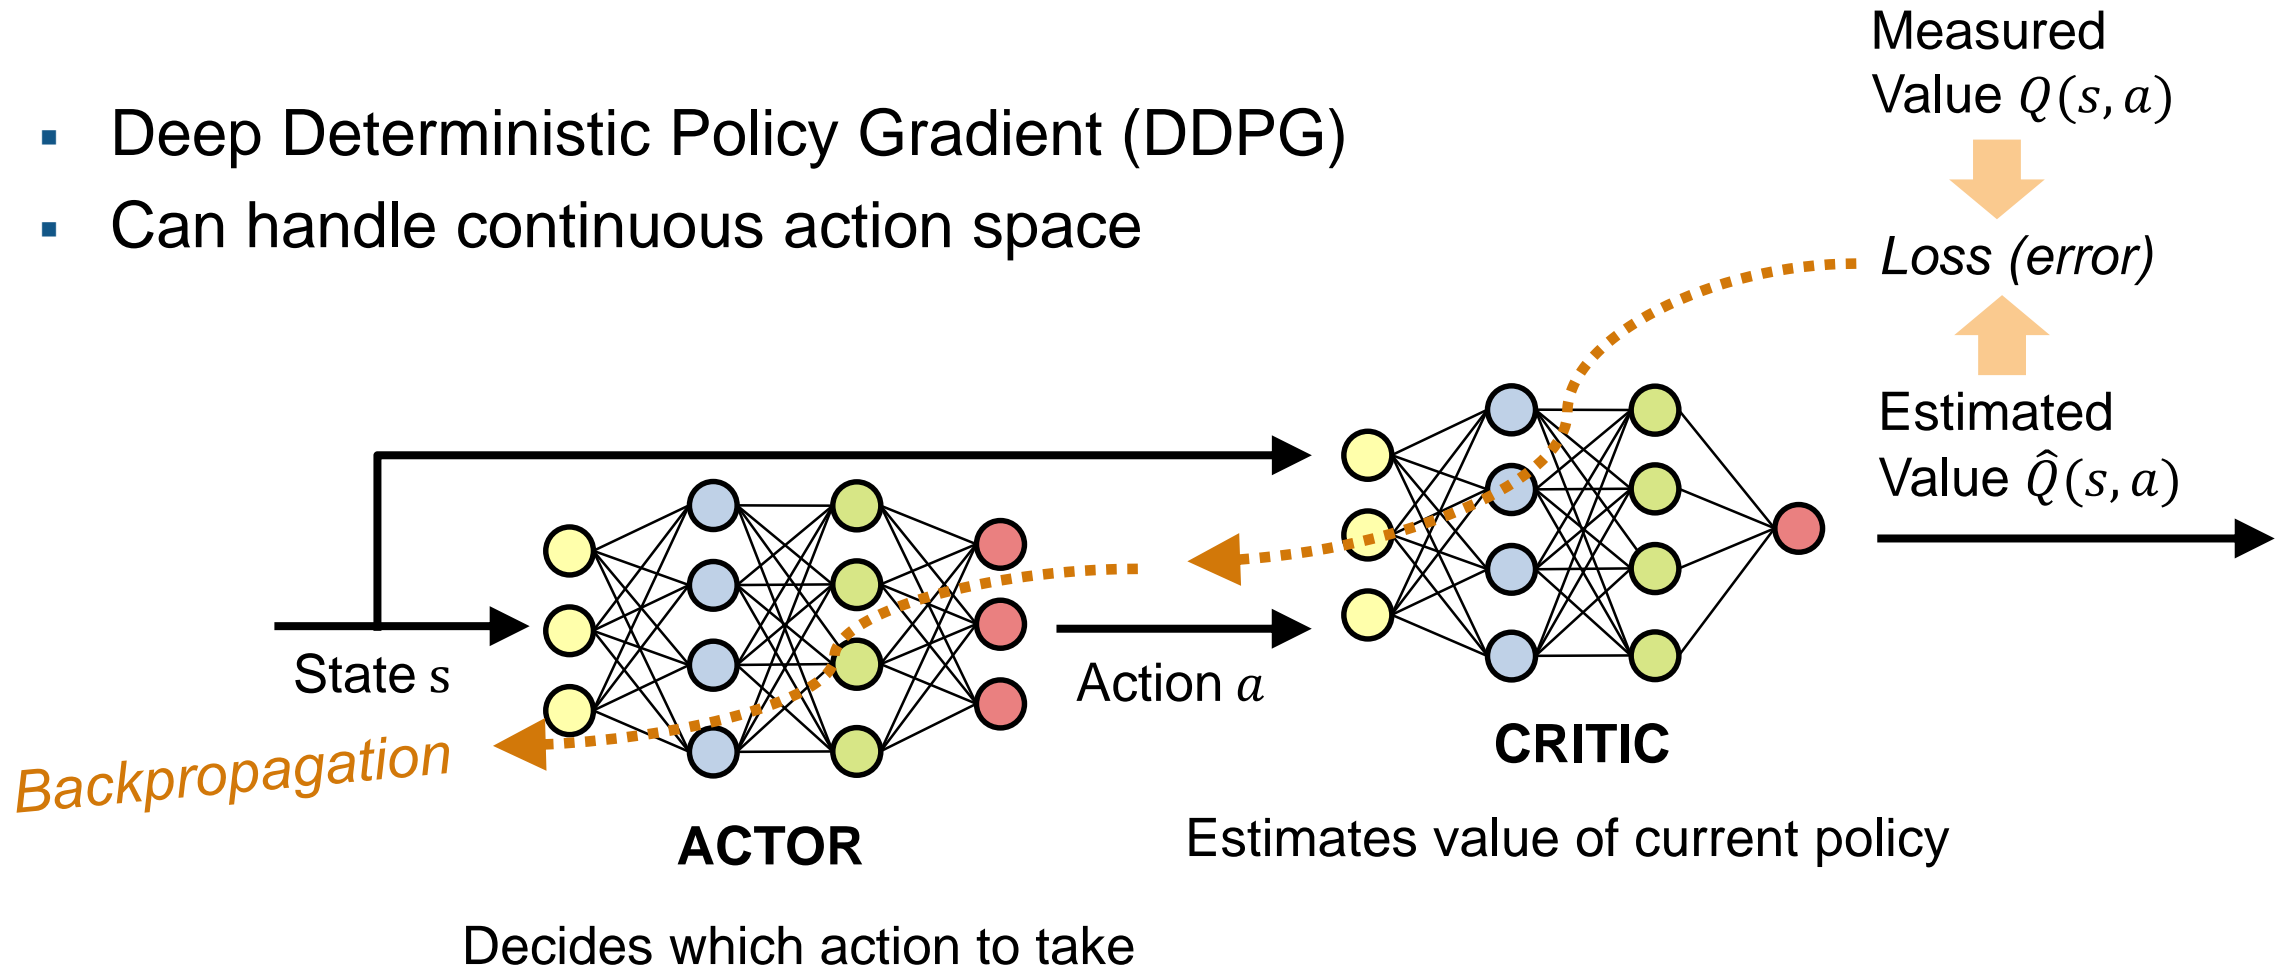 ▪ Deep Deterministic Policy Gradient (DDPG)
▪ Can handle continuous action space
Measured
Value Q(s, a)
Loss (error)
Estimated
Value Q̂(s, a)
State s
Action a
Backpropagation
CRITIC
Estimates value of current policy
ACTOR
Decides which action to take